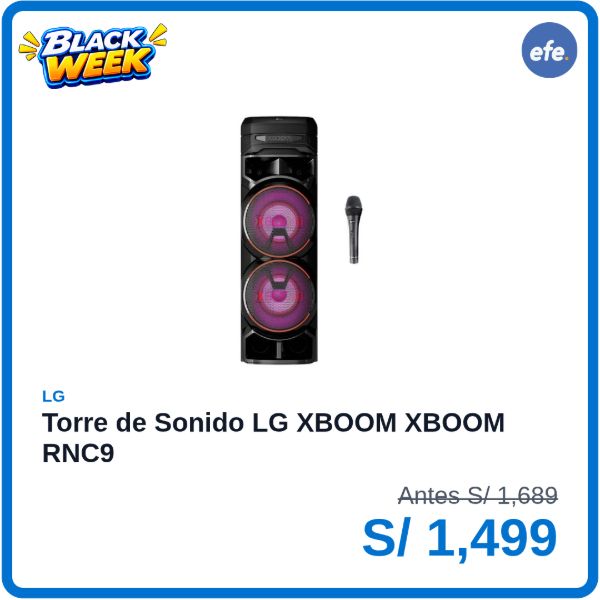 BLACK
WEEK
efe.
LG
Torre de Sonido LG XBOOM XBOOM
RNC9
Antes S/ 1,689
S/ 1,499